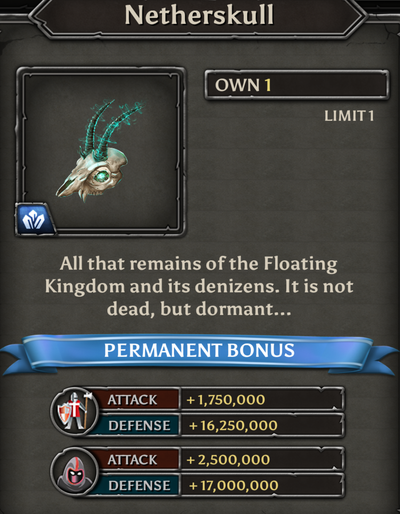 Netherskull
OWN 1
LIMIT 1
All that remains of the Floating
Kingdom and its denizens. It is not
dead, but dormant...
PERMANENT BONUS
ATTACK +1,750,000
DEFENSE +16,250,000
ATTACK +2,500,000
DEFENSE +17,000,000